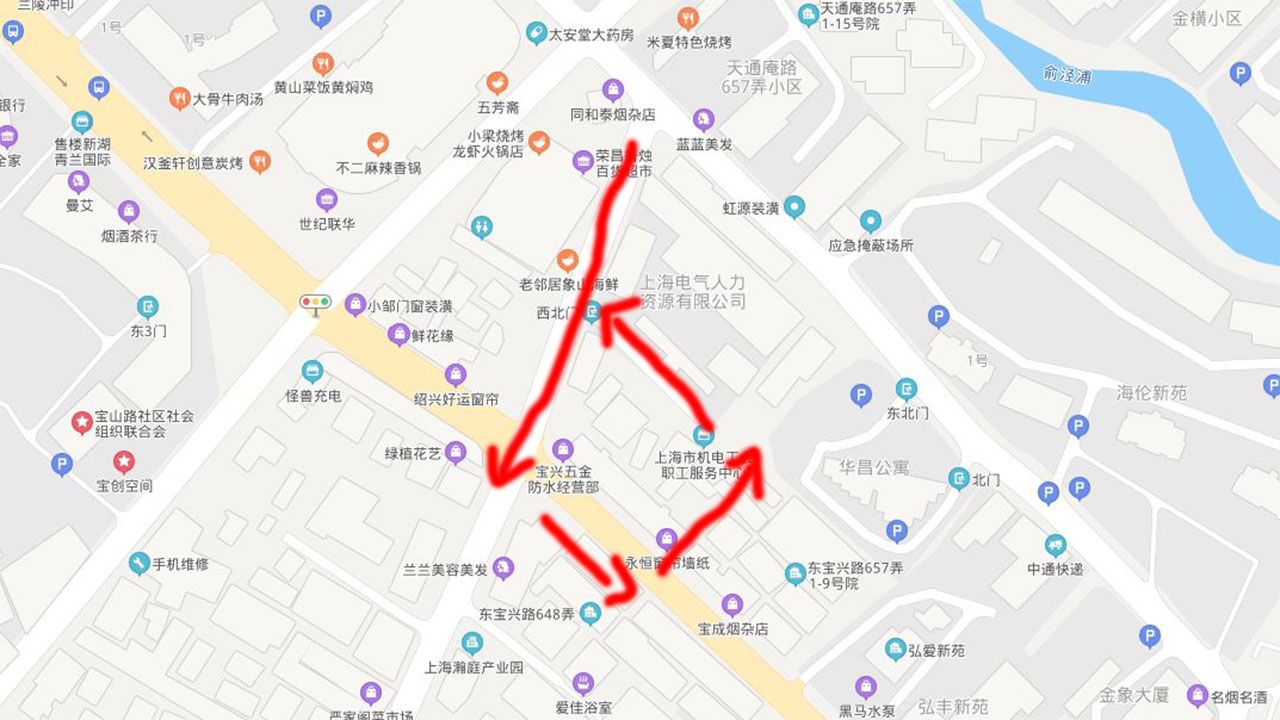 兰陵冲印
1号
1号
太安堂大药房
米夏特色烧烤
天通庵路657弄
1-15号院
金横小区
俞泾浦
天通庵路
657弄小区
黄山菜饭黄焖鸡
大骨牛肉汤
五芳斋
同和泰烟杂店
银行
售楼新湖
青兰国际
全家
汉釜轩创意炭烤
不二麻辣香锅
小梁烧烤
龙虾火锅店
荣昌香烛
百货超市
蓝蓝美发
曼艾
烟酒茶行
世纪联华
虹源装潢
应急掩蔽场所
老邻居象山海鲜
上海电气人力
资源有限公司
西北门
东3门
小邹门窗装潢
鲜花缘
1号
怪兽充电
绍兴好运窗帘
东北门
海伦新苑
宝山路社区社会
组织联合会
绿植花艺
宝创空间
宝兴五金
防水经营部
上海市机电工会
职工服务中心
华昌公寓
北门
手机维修
兰兰美容美发
永恒窗帘墙纸
东宝兴路657弄
1-9号院
中通快递
东宝兴路648弄
宝成烟杂店
上海瀚庭产业园
弘爱新苑
爱佳浴室
严家阁菜市场
黑马水泵
弘丰新苑
金象大厦
名烟名酒